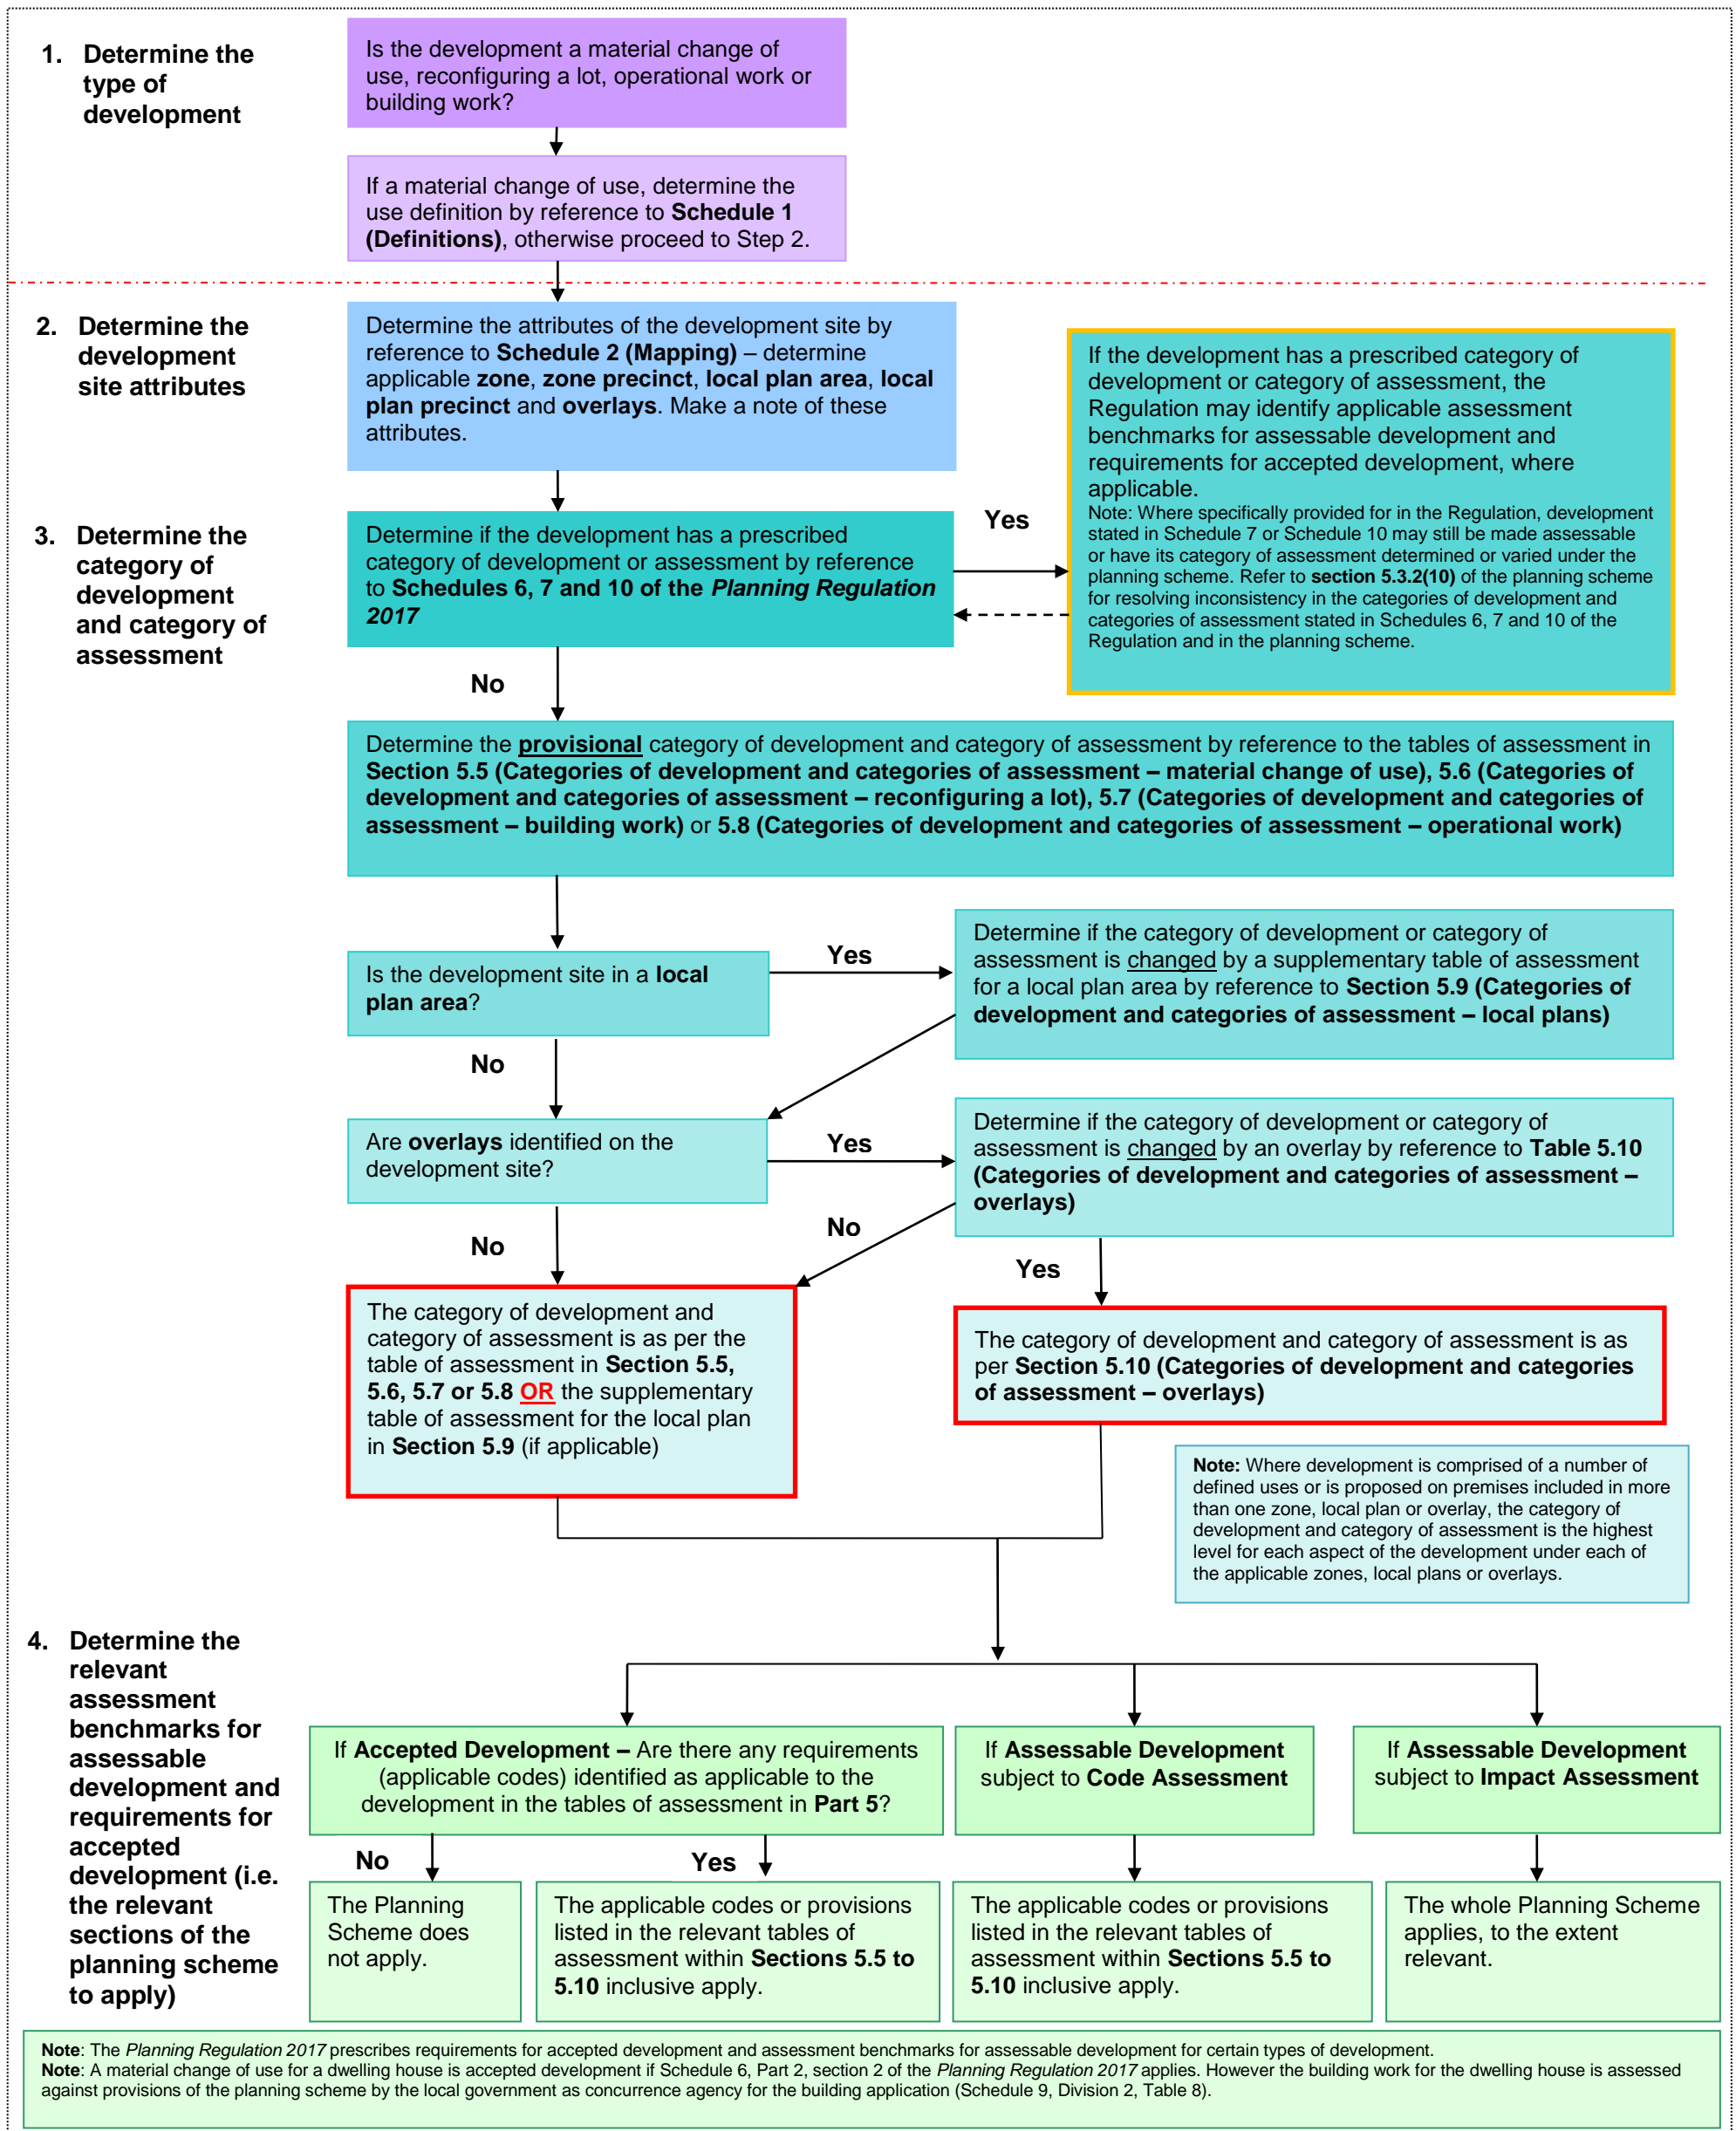 1. Determine the
type of
development
Is the development a material change of
use, reconfiguring a lot, operational work or
building work?
If a material change of use, determine the
use definition by reference to Schedule 1
(Definitions), otherwise proceed to Step 2.
2. Determine the
development
site attributes
Determine the attributes of the development site by
reference to Schedule 2 (Mapping) – determine
applicable zone, zone precinct, local plan area, local
plan precinct and overlays. Make a note of these
attributes.
If the development has a prescribed category of
development or category of assessment, the
Regulation may identify applicable assessment
benchmarks for assessable development and
requirements for accepted development, where
applicable.
Note: Where specifically provided for in the Regulation, development
stated in Schedule 7 or Schedule 10 may still be made assessable
or have its category of assessment determined or varied under the
planning scheme. Refer to section 5.3.2(10) of the planning scheme
for resolving inconsistency in the categories of development and
categories of assessment stated in Schedules 6, 7 and 10 of the
Regulation and in the planning scheme.
3. Determine the
category of
development
and category of
assessment
Determine if the development has a prescribed
category of development or assessment by reference
to Schedules 6, 7 and 10 of the Planning Regulation
2017
Yes
No
Determine the provisional category of development and category of assessment by reference to the tables of assessment in
Section 5.5 (Categories of development and categories of assessment – material change of use), 5.6 (Categories of
development and categories of assessment – reconfiguring a lot), 5.7 (Categories of development and categories of
assessment – building work) or 5.8 (Categories of development and categories of assessment – operational work)
Is the development site in a local
plan area?
Yes
Determine if the category of development or category of
assessment is changed by a supplementary table of assessment
for a local plan area by reference to Section 5.9 (Categories of
development and categories of assessment – local plans)
No
Are overlays identified on the
development site?
Yes
Determine if the category of development or category of
assessment is changed by an overlay by reference to Table 5.10
(Categories of development and categories of assessment –
overlays)
No
No
Yes
The category of development and
category of assessment is as per the
table of assessment in Section 5.5,
5.6, 5.7 or 5.8 OR the supplementary
table of assessment for the local plan
in Section 5.9 (if applicable)
The category of development and category of assessment is as
per Section 5.10 (Categories of development and categories
of assessment – overlays)
Note: Where development is comprised of a number of
defined uses or is proposed on premises included in more
than one zone, local plan or overlay, the category of
development and category of assessment is the highest
level for each aspect of the development under each of
the applicable zones, local plans or overlays.
4. Determine the
relevant
assessment
benchmarks for
assessable
development and
requirements for
accepted
development (i.e.
the relevant
sections of the
planning scheme
to apply)
If Accepted Development – Are there any requirements
(applicable codes) identified as applicable to the
development in the tables of assessment in Part 5?
If Assessable Development
subject to Code Assessment
If Assessable Development
subject to Impact Assessment
No
Yes
The Planning
Scheme does
not apply.
The applicable codes or provisions
listed in the relevant tables of
assessment within Sections 5.5 to
5.10 inclusive apply.
The applicable codes or provisions
listed in the relevant tables of
assessment within Sections 5.5 to
5.10 inclusive apply.
The whole Planning Scheme
applies, to the extent
relevant.
Note: The Planning Regulation 2017 prescribes requirements for accepted development and assessment benchmarks for assessable development for certain types of development.
Note: A material change of use for a dwelling house is accepted development if Schedule 6, Part 2, section 2 of the Planning Regulation 2017 applies. However the building work for the dwelling house is assessed
against provisions of the planning scheme by the local government as concurrence agency for the building application (Schedule 9, Division 2, Table 8).